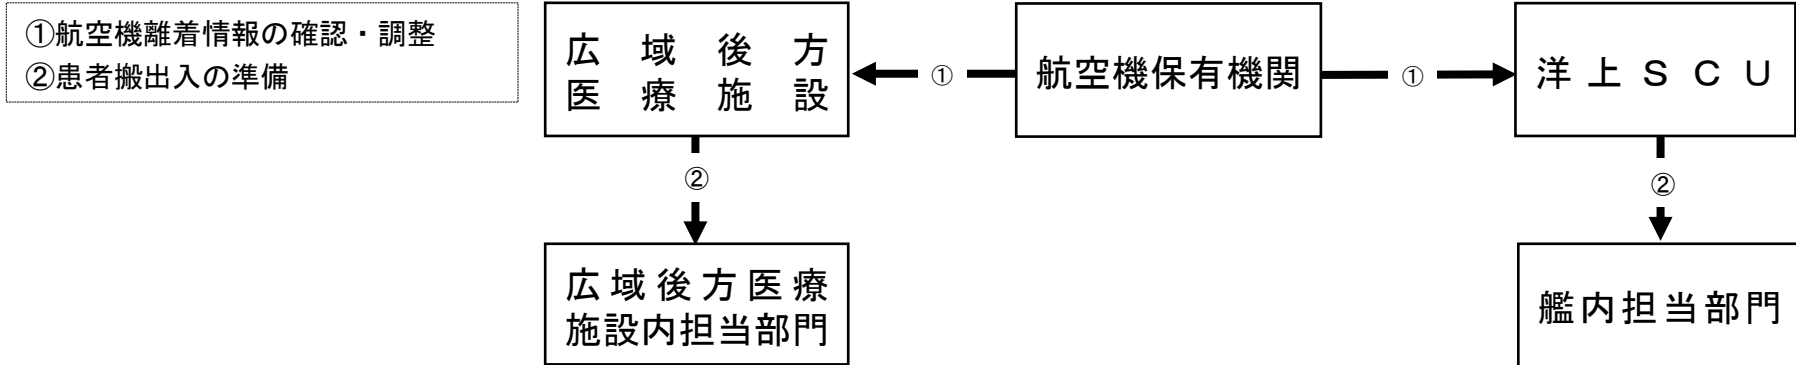 ①航空機離着情報の確認・調整
②患者搬出入の準備
広域後方
医療施設
①
航空機保有機関
①
洋上ＳＣＵ
②
②
広域後方医療
施設内担当部門
艦内担当部門